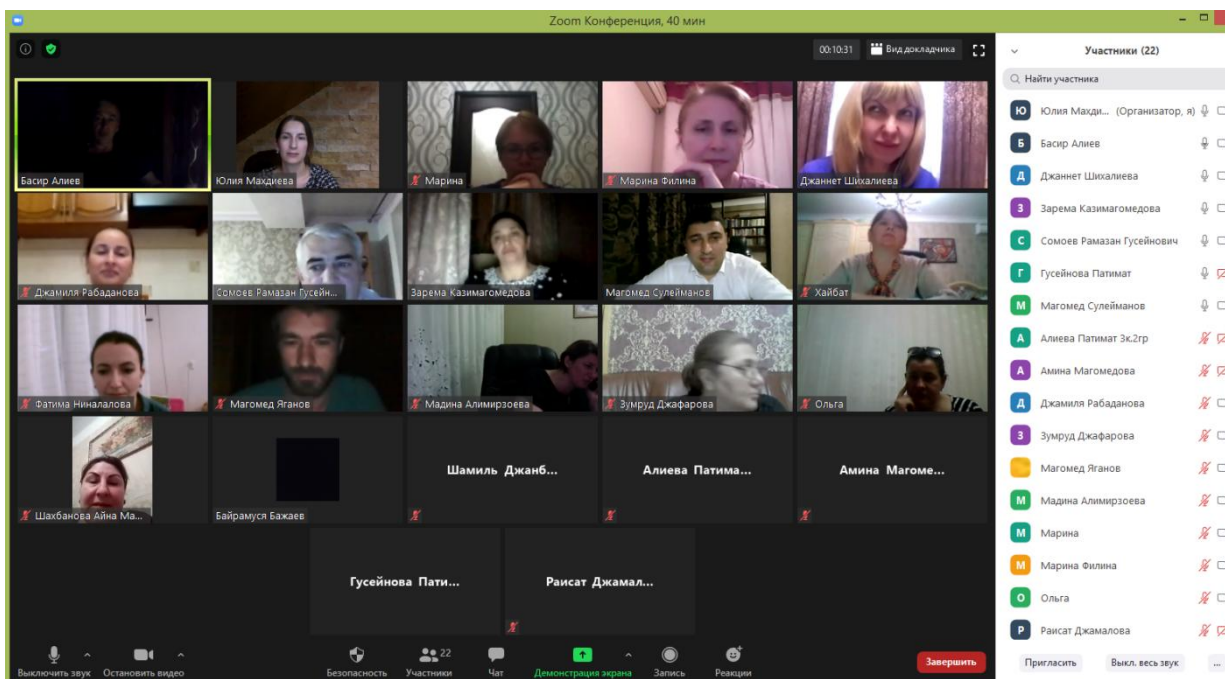 Zoom Конференция, 40 мин
00:10:31
Вид докладчика
Басир Алиев
Юлия Махдиева
Марина
Марина Филина
Джаннет Шихалиева
Джамиля Рабаданова
Сомоев Рамазан Гусейн...
Зарема Казимагомедова
Магомед Сулейманов
Хайбат
Фатима Ниналалова
Магомед Яганов
Мадина Алимирзоева
Зумруд Джафарова
Ольга
Шахбанова Айна Ма...
Байрамуся Бажаев
Шамиль Джанб...
Алиева Патима...
Амина Магоме...
Гусейнова Пати...
Раисат Джамал...
Выключить звук
Остановить видео
Безопасность
22
Участники
Чат
Демонстрация экрана
Запись
Реакции
Завершить
Участники (22)
Найти участника
Ю Юлия Махди... (Организатор, я)
Б Басир Алиев
Д Джаннет Шихалиева
З Зарема Казимагомедова
С Сомоев Рамазан Гусейнович
Г Гусейнова Патимат
М Магомед Сулейманов
А Алиева Патимат 3к.2гр
А Амина Магомедова
Д Джамиля Рабаданова
З Зумруд Джафарова
Магомед Яганов
М Мадина Алимирзоева
М Марина
М Марина Филина
О Ольга
Р Раисат Джамалова
Пригласить
Выкл. весь звук
...